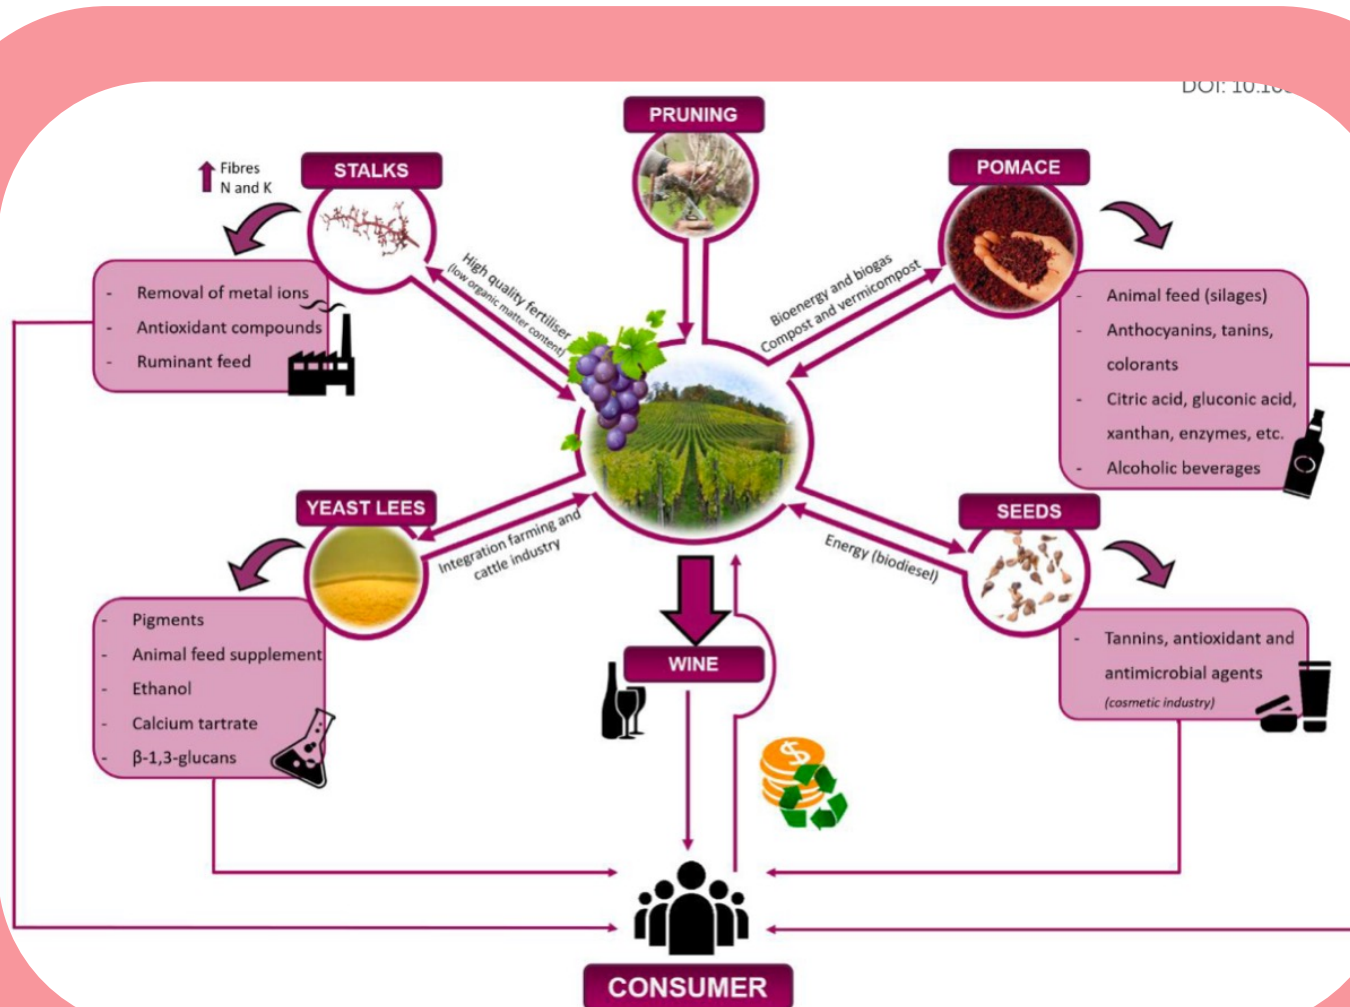 DOI:
PRUNING
STALKS
Fibres
N and K
POMACE
High quality fertiliser
(low organic matter content)
Bioenergy and biogas
Compost and vermicompost
- Removal of metal ions
- Antioxidant compounds
- Ruminant feed
- Animal feed (silages)
- Anthocyanins, tanins,
colorants
- Citric acid, gluconic acid,
xanthan, enzymes, etc.
- Alcoholic beverages
YEAST LEES
Integration farming and
cattle industry
SEEDS
Energy (biodiesel)
- Pigments
- Animal feed supplement
- Ethanol
- Calcium tartrate
- β-1,3-glucans
WINE
- Tannins, antioxidant and
antimicrobial agents
(cosmetic industry)
$
CONSUMER